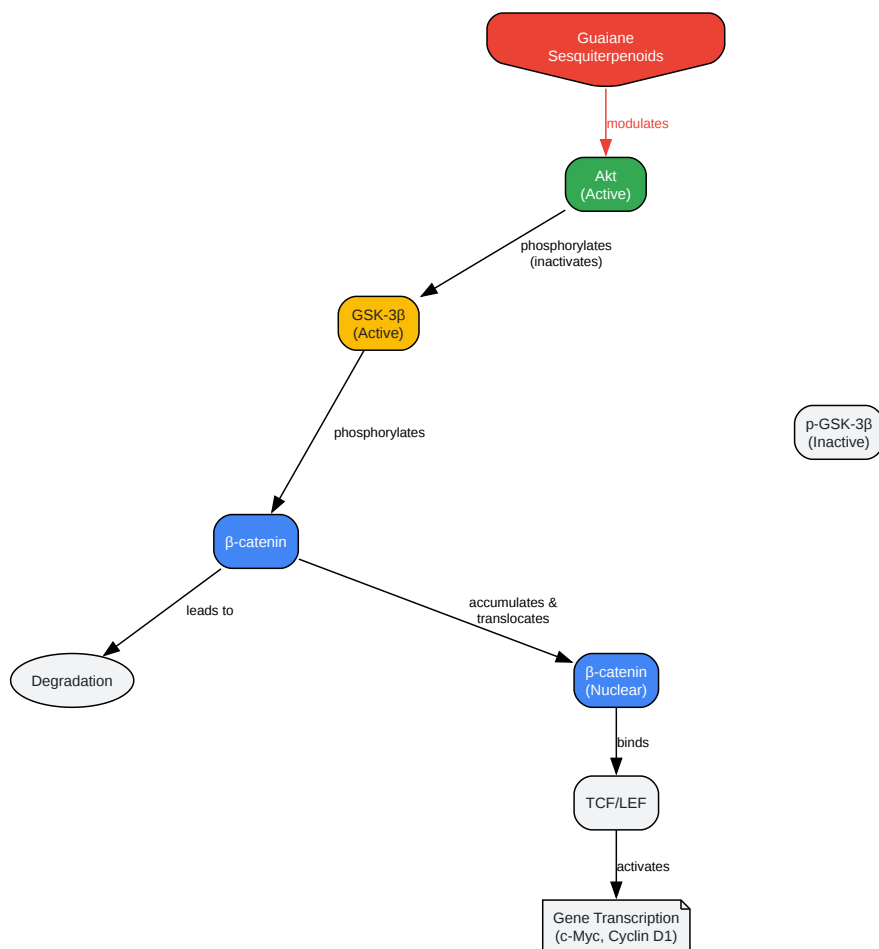 Guaiane
Sesquiterpenoids
modulates
Akt
(Active)
phosphorylates
(inactivates)
GSK-3β
(Active)
phosphorylates
p-GSK-3β
(Inactive)
β-catenin
leads to
accumulates &
translocates
Degradation
β-catenin
(Nuclear)
binds
TCF/LEF
activates
Gene Transcription
(c-Myc, Cyclin D1)